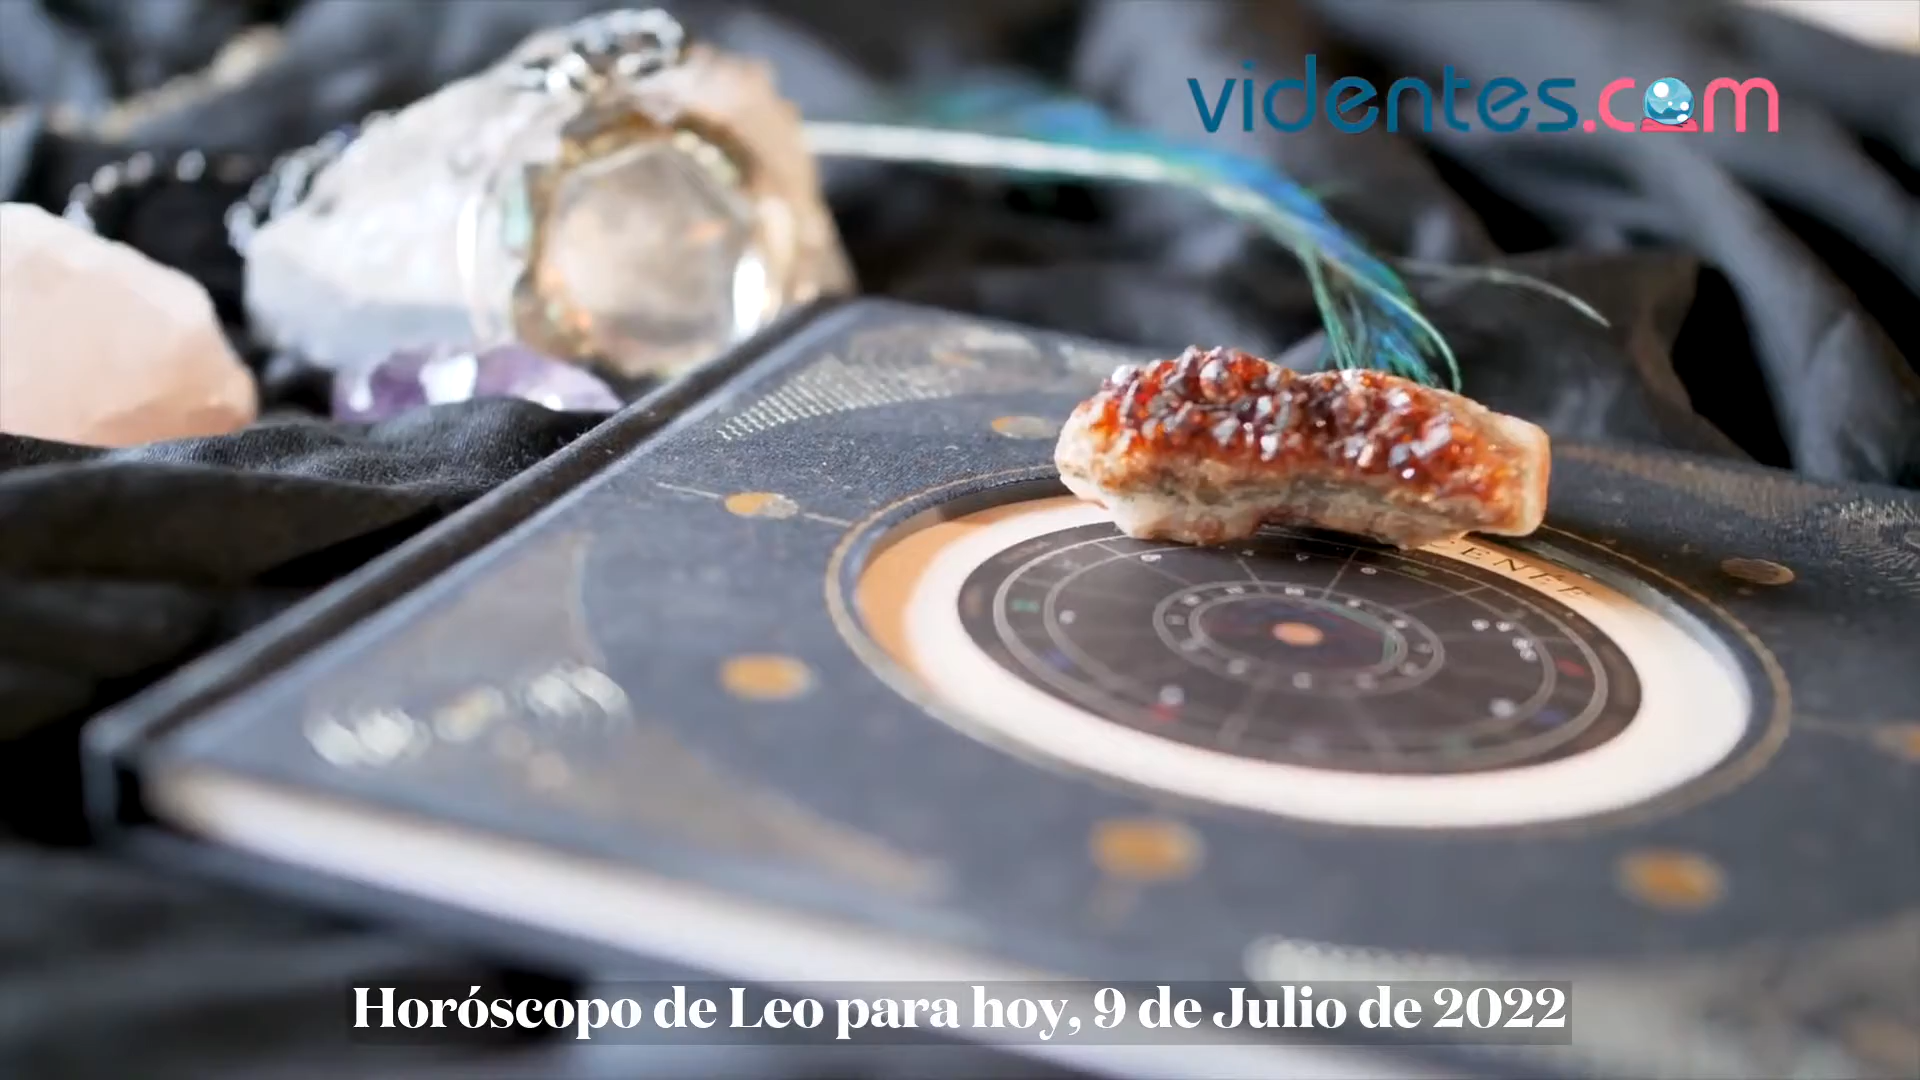 videntes.com
Horóscopo de Leo para hoy, 9 de Julio de 2022